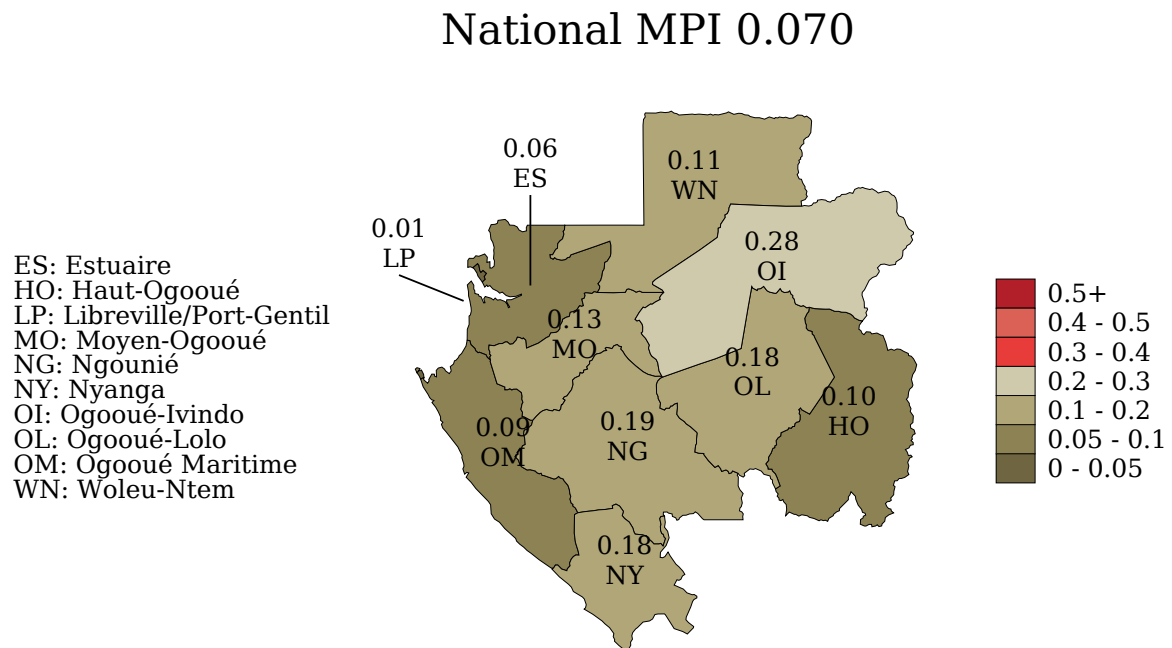 National MPI 0.070
0.06
ES
0.11
WN
0.01
LP
0.28
OI
ES: Estuaire
HO: Haut-Ogooué
LP: Libreville/Port-Gentil
MO: Moyen-Ogooué
NG: Ngounié
NY: Nyanga
OI: Ogooué-Ivindo
OL: Ogooué-Lolo
OM: Ogooué Maritime
WN: Woleu-Ntem
0.13
MO
0.18
OL
0.10
HO
0.09
OM
0.19
NG
0.18
NY
0.5+
0.4 - 0.5
0.3 - 0.4
0.2 - 0.3
0.1 - 0.2
0.05 - 0.1
0 - 0.05